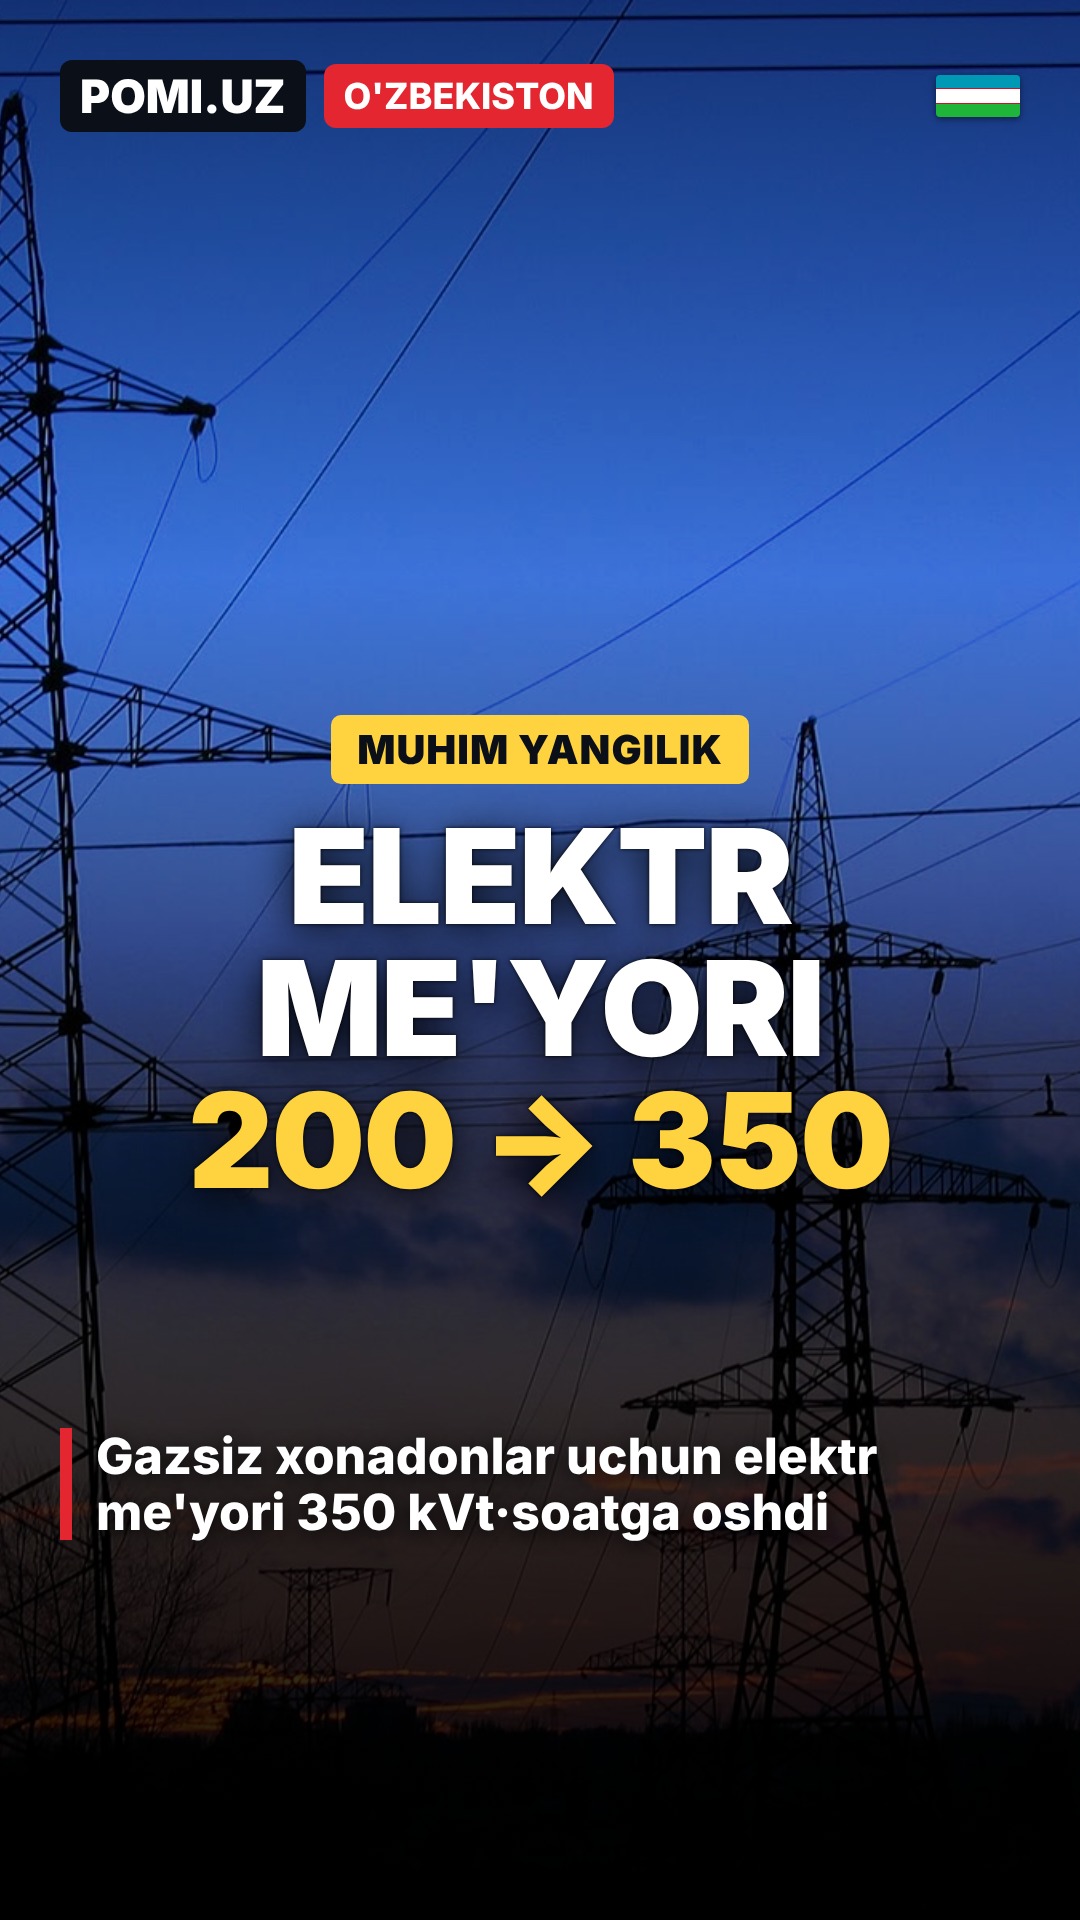 POMI.UZ
O'ZBEKISTON
MUHIM YANGILIK
ELEKTR
ME'YORI
200 → 350
Gazsiz xonadonlar uchun elektr
me'yori 350 kVt·soatga oshdi